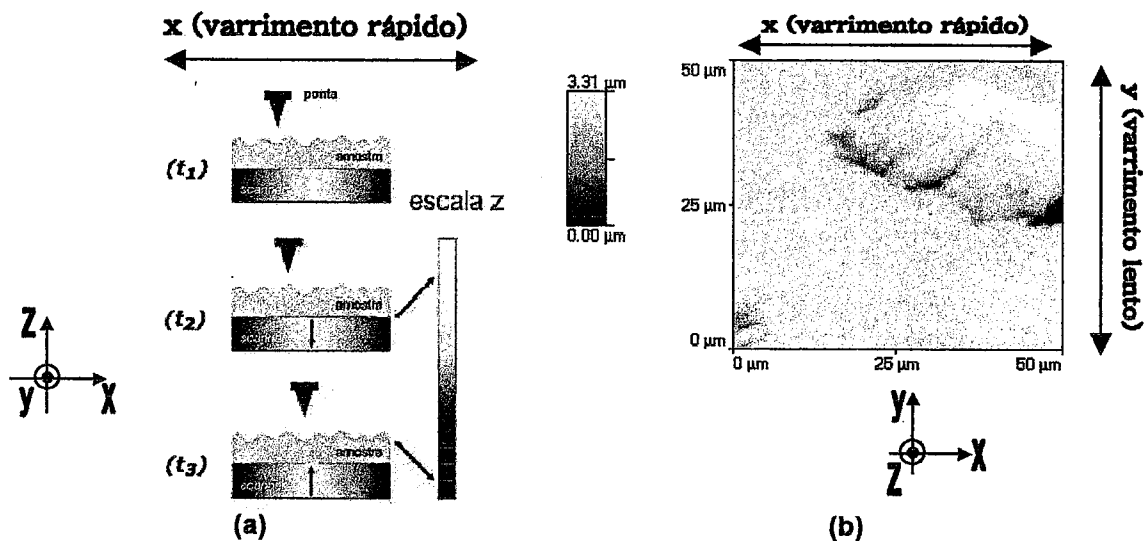 x (varrimento rápido)
ponta
amostra
(t₁)
scanner
escala z
amostra
(t₂)
scanner
Z
y
X
amostra
(t₃)
scanner
(a)
x (varrimento rápido)
3.31 µm
0.00 µm
50 µm
25 µm
0 µm
0 µm
25 µm
50 µm
y (varrimento lento)
y
Z
X
(b)